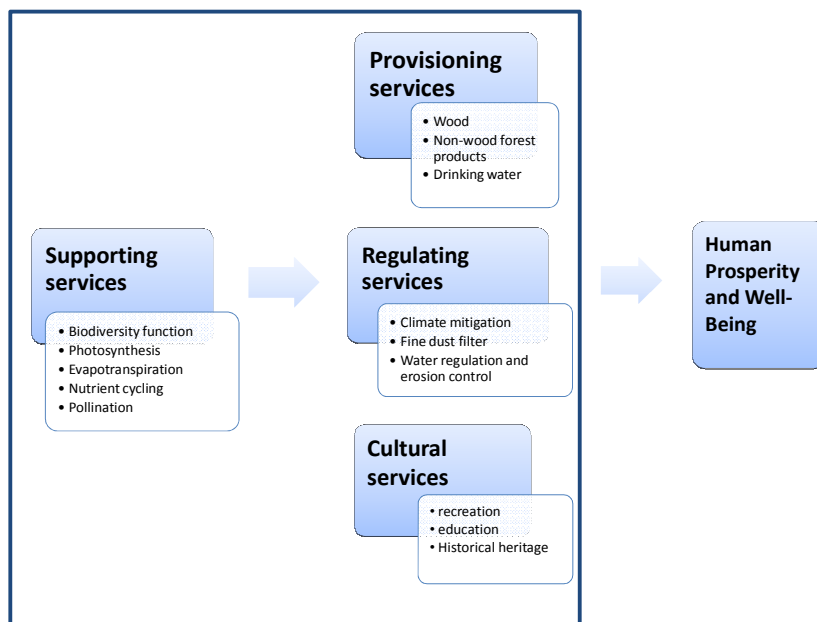 Provisioning
services
• Wood
• Non-wood forest
products
• Drinking water
Supporting
services
• Biodiversity function
• Photosynthesis
• Evapotranspiration
• Nutrient cycling
• Pollination
Regulating
services
• Climate mitigation
• Fine dust filter
• Water regulation and
erosion control
Cultural
services
• recreation
• education
• Historical heritage
Human
Prosperity
and Well-
Being